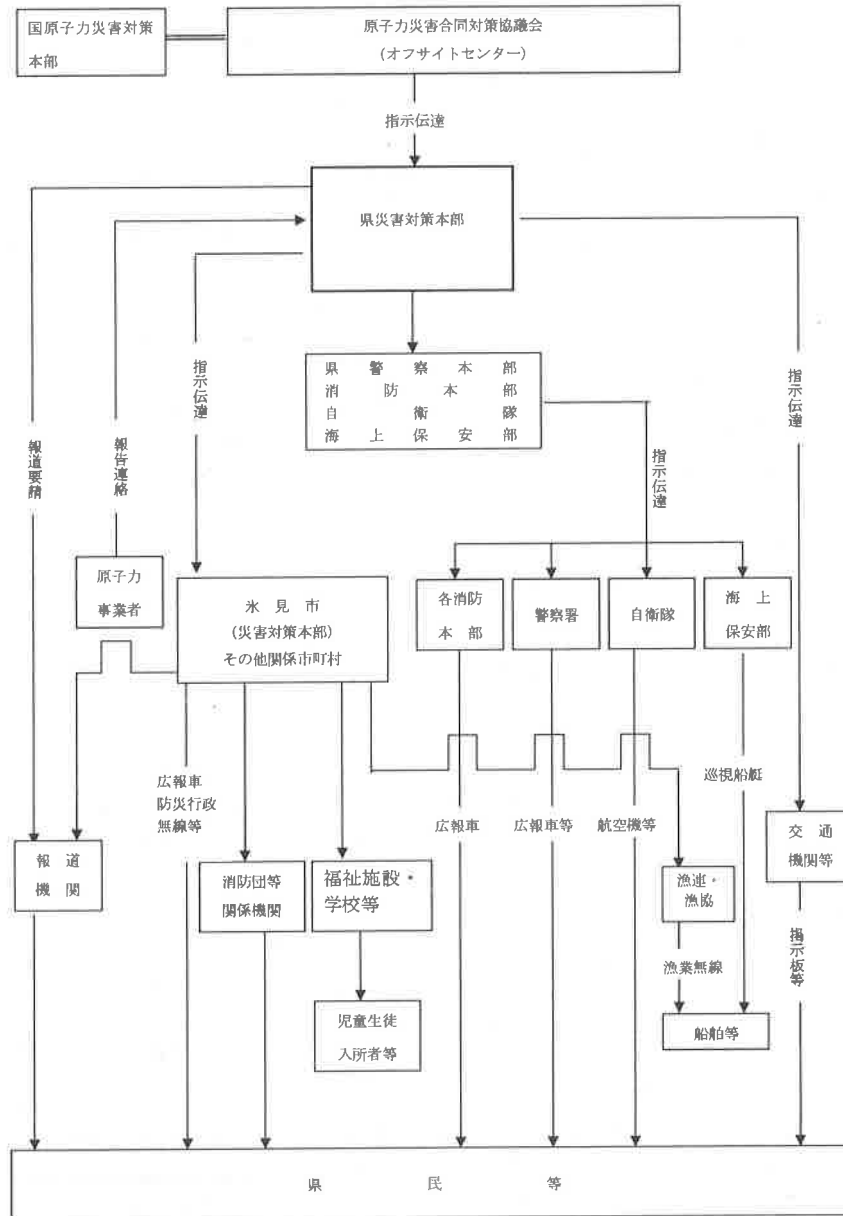 国原子力災害対策
本部
原子力災害合同対策協議会
(オフサイトセンター)
指示伝達
県災害対策本部
県警察本部
消防本部
自衛隊
海上保安部
指示伝達
指示伝達
指示伝達
報道要請
報告連絡
原子力
事業者
氷見市
(災害対策本部)
その他関係市町村
各消防
本部
警察署
自衛隊
海上
保安部
広報車
防災行政
無線等
広報車
広報車等
航空機等
巡視船艇
交通
機関等
報道
機関
消防団等
関係機関
福祉施設・
学校等
漁連・
漁協
掲示板等
漁業無線
児童生徒
入所者等
船舶等
県民等